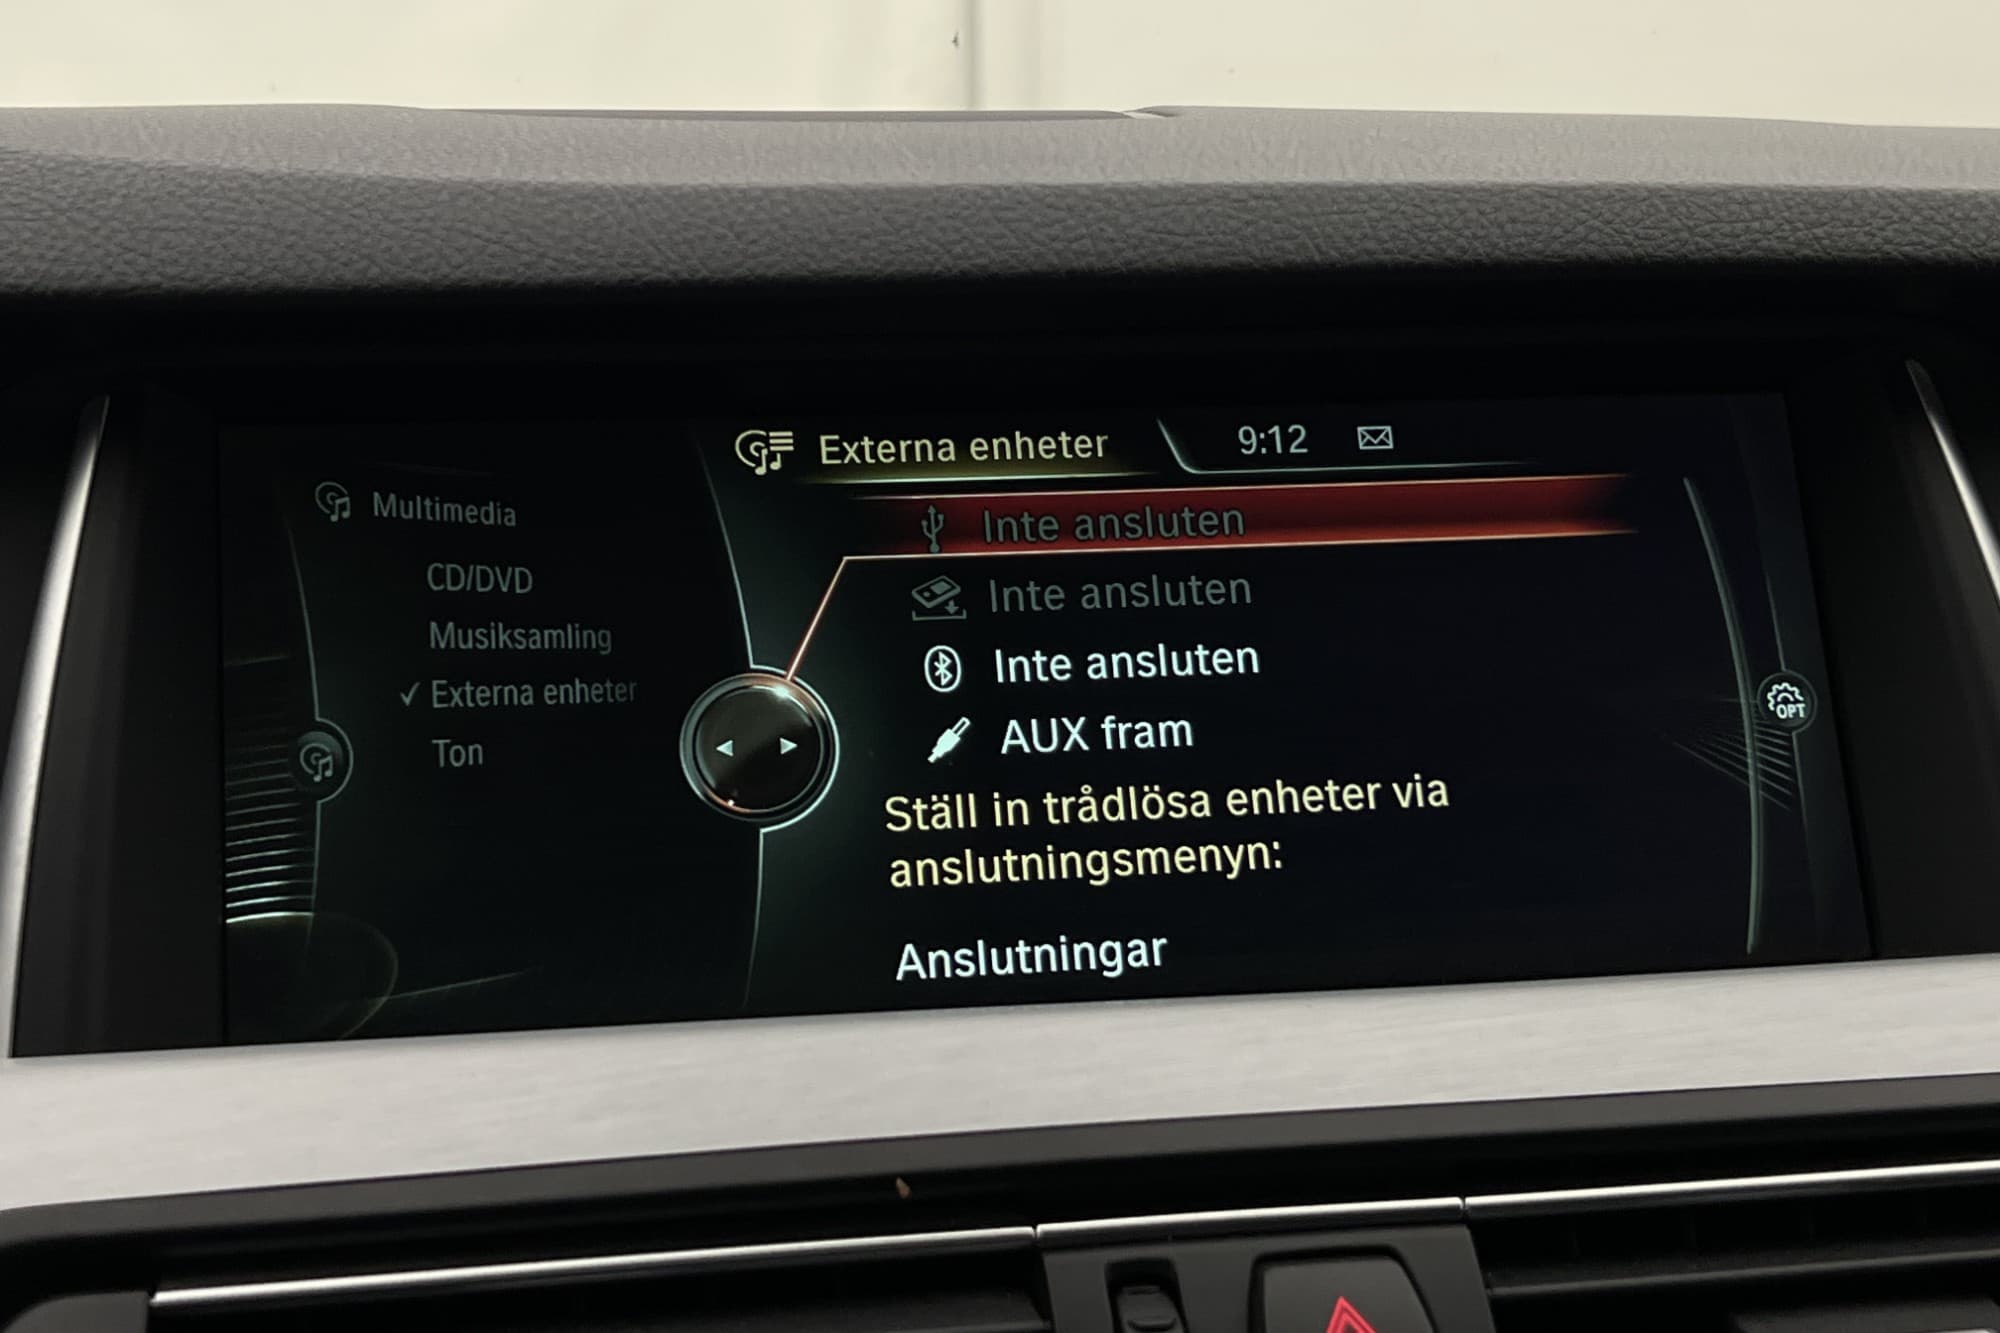 Externa enheter
9:12
Multimedia
CD/DVD
Musiksamling
Externa enheter
Ton
Inte ansluten
Inte ansluten
Inte ansluten
AUX fram
Ställ in trådlösa enheter via
anslutningsmenyn:
Anslutningar
OPT